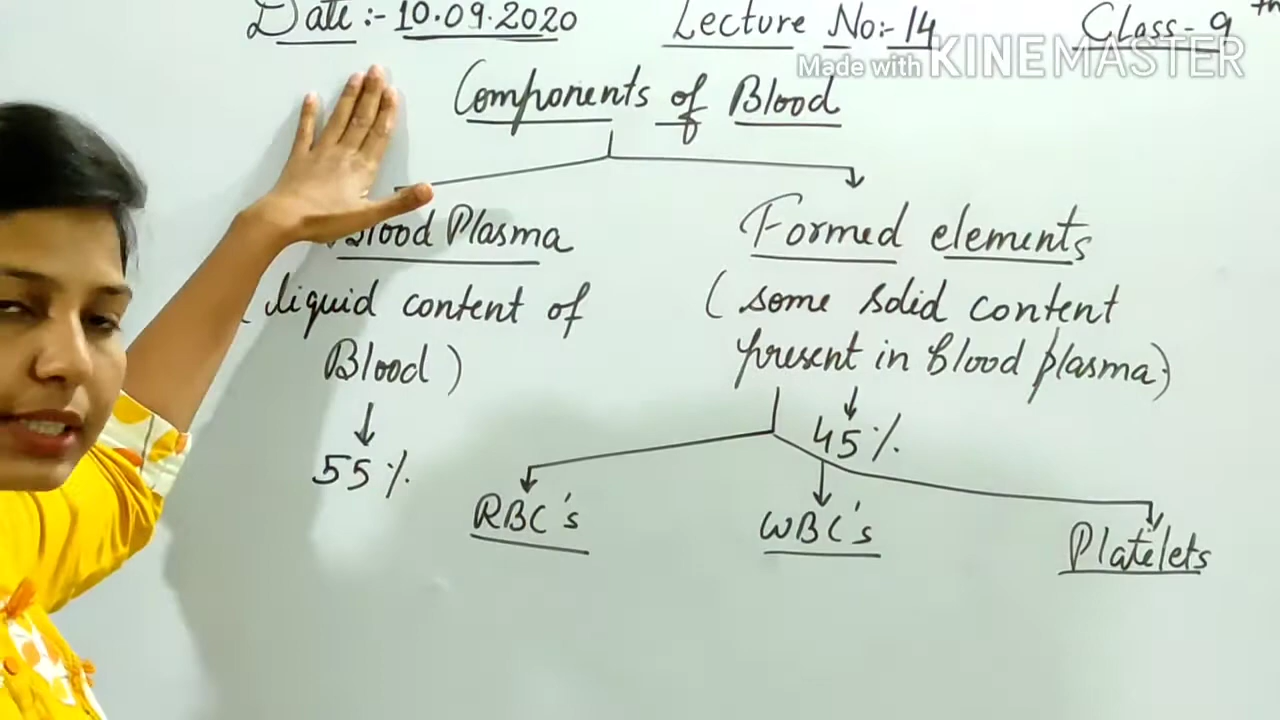 Date :- 10.09.2020 Lecture No:- 14 Class- 9th
Made with KINEMASTER
Components of Blood
Blood Plasma Formed elements
(liquid content of Blood) (some solid content present in blood plasma)
55% 45%
RBC's WBC's Platelets